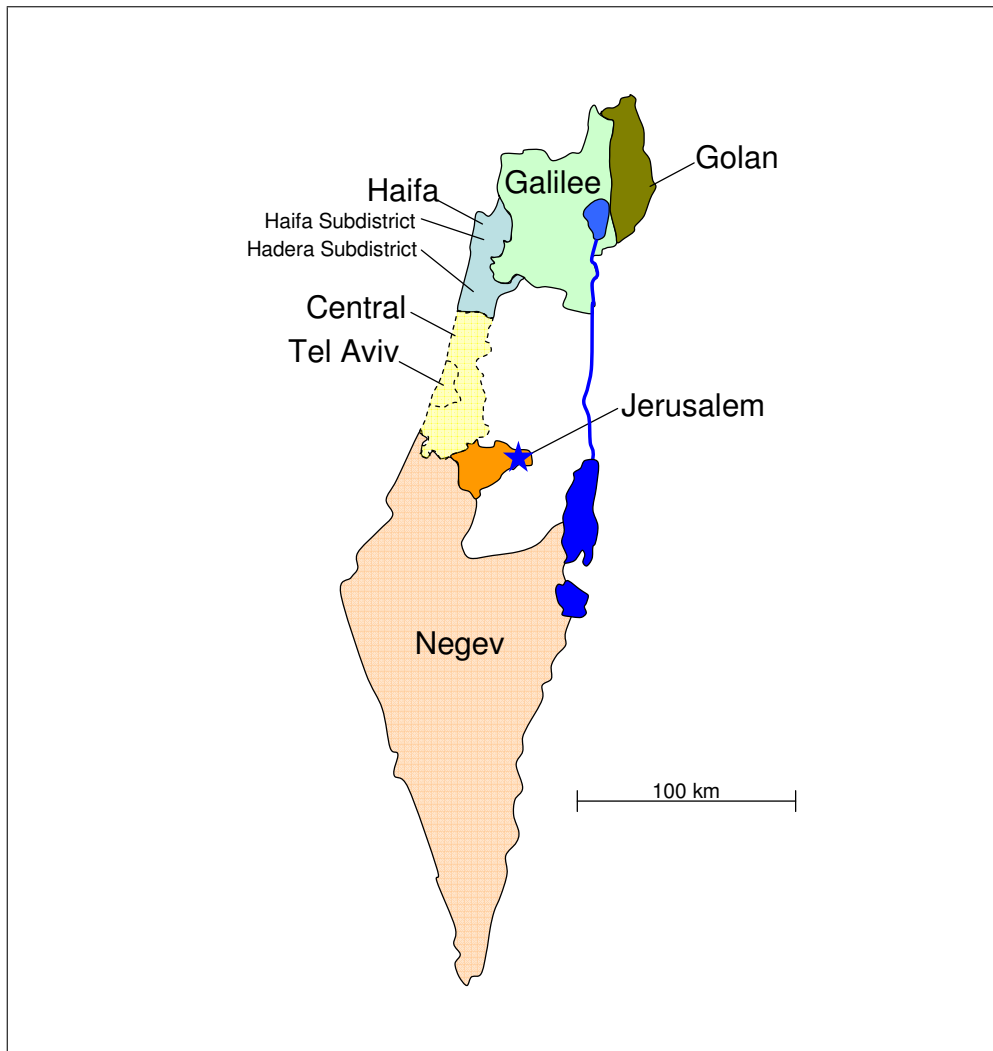 Golan
Galilee
Haifa
Haifa Subdistrict
Hadera Subdistrict
Central
Tel Aviv
Jerusalem
Negev
100 km